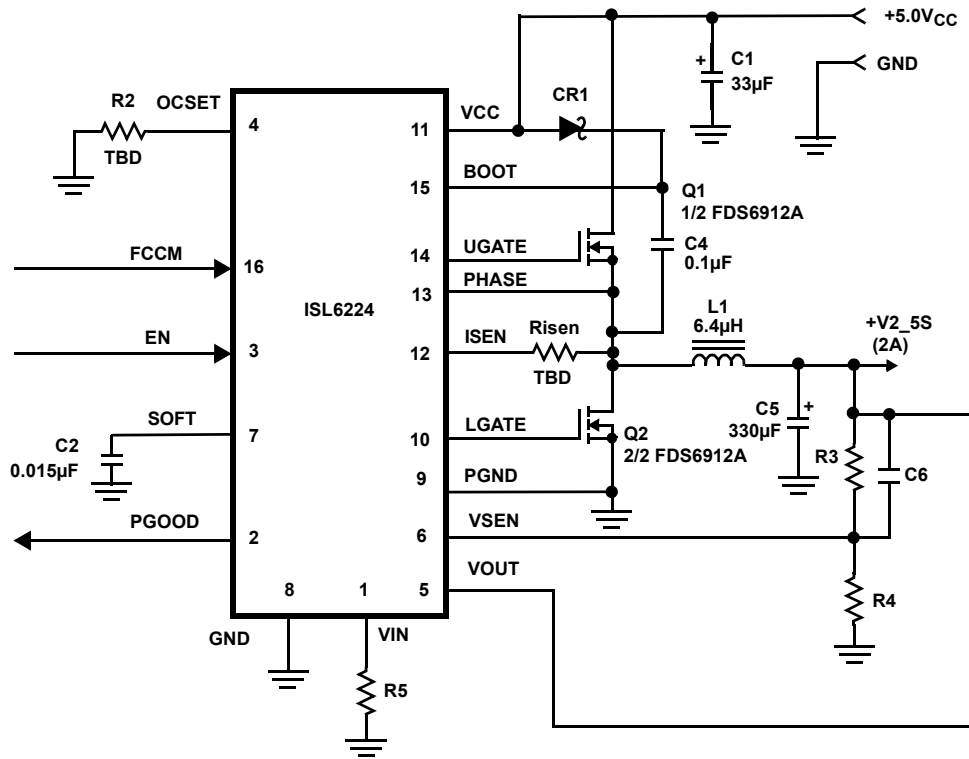 +5.0VCC
C1
33µF
GND
R2
OCSET
4
TBD
CR1
VCC
11
BOOT
15
Q1
1/2 FDS6912A
FCCM
16
UGATE
14
C4
0.1µF
PHASE
13
ISL6224
L1
6.4µH
+V2_5S
(2A)
EN
3
ISEN
12
Risen
TBD
SOFT
7
C2
0.015µF
LGATE
10
Q2
2/2 FDS6912A
C5
330µF
R3
C6
PGND
9
PGOOD
2
VSEN
6
VOUT
5
8
1
R4
GND
VIN
R5
+
+